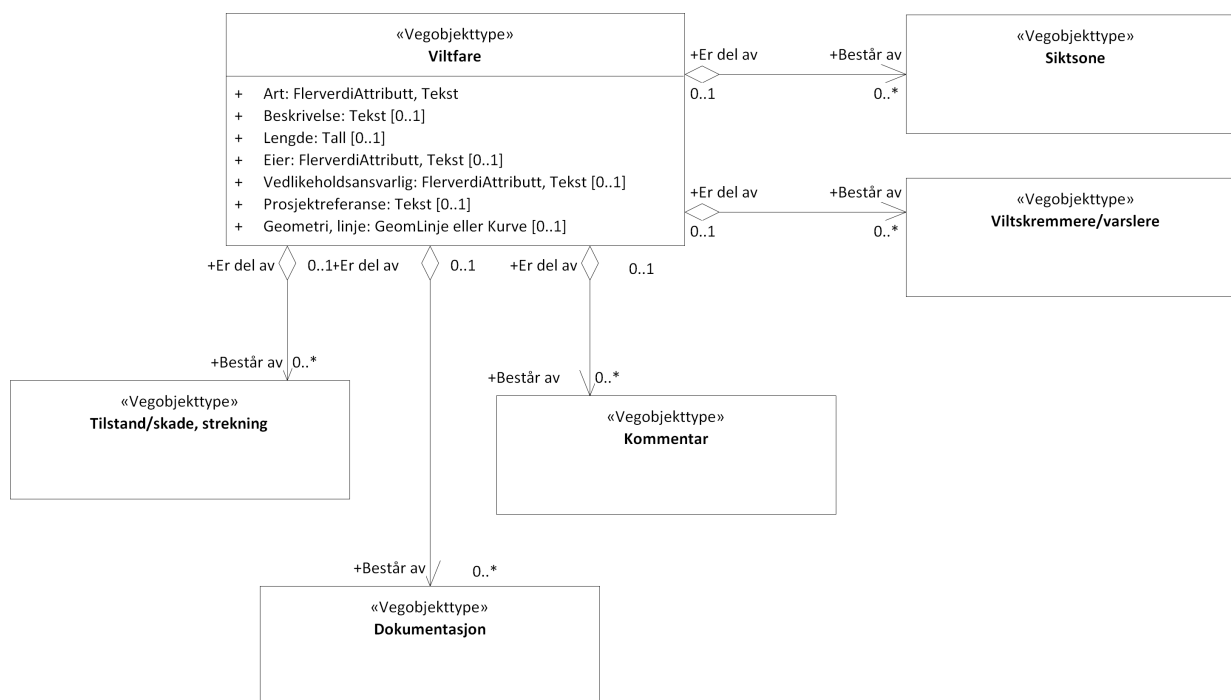 «Vegobjekttype»
Viltfare
+ Art: FlerverdiAttributt, Tekst
+ Beskrivelse: Tekst [0..1]
+ Lengde: Tall [0..1]
+ Eier: FlerverdiAttributt, Tekst [0..1]
+ Vedlikeholdsansvarlig: FlerverdiAttributt, Tekst [0..1]
+ Prosjektreferanse: Tekst [0..1]
+ Geometri, linje: GeomLinje eller Kurve [0..1]
+Er del av +Består av
0..1 0..*
«Vegobjekttype»
Siktsone
+Er del av +Består av
0..1 0..*
«Vegobjekttype»
Viltskremmere/varslere
+Er del av 0..1 +Er del av 0..1 +Er del av 0..1
+Består av 0..*
«Vegobjekttype»
Tilstand/skade, strekning
+Består av 0..*
«Vegobjekttype»
Kommentar
+Består av 0..*
«Vegobjekttype»
Dokumentasjon